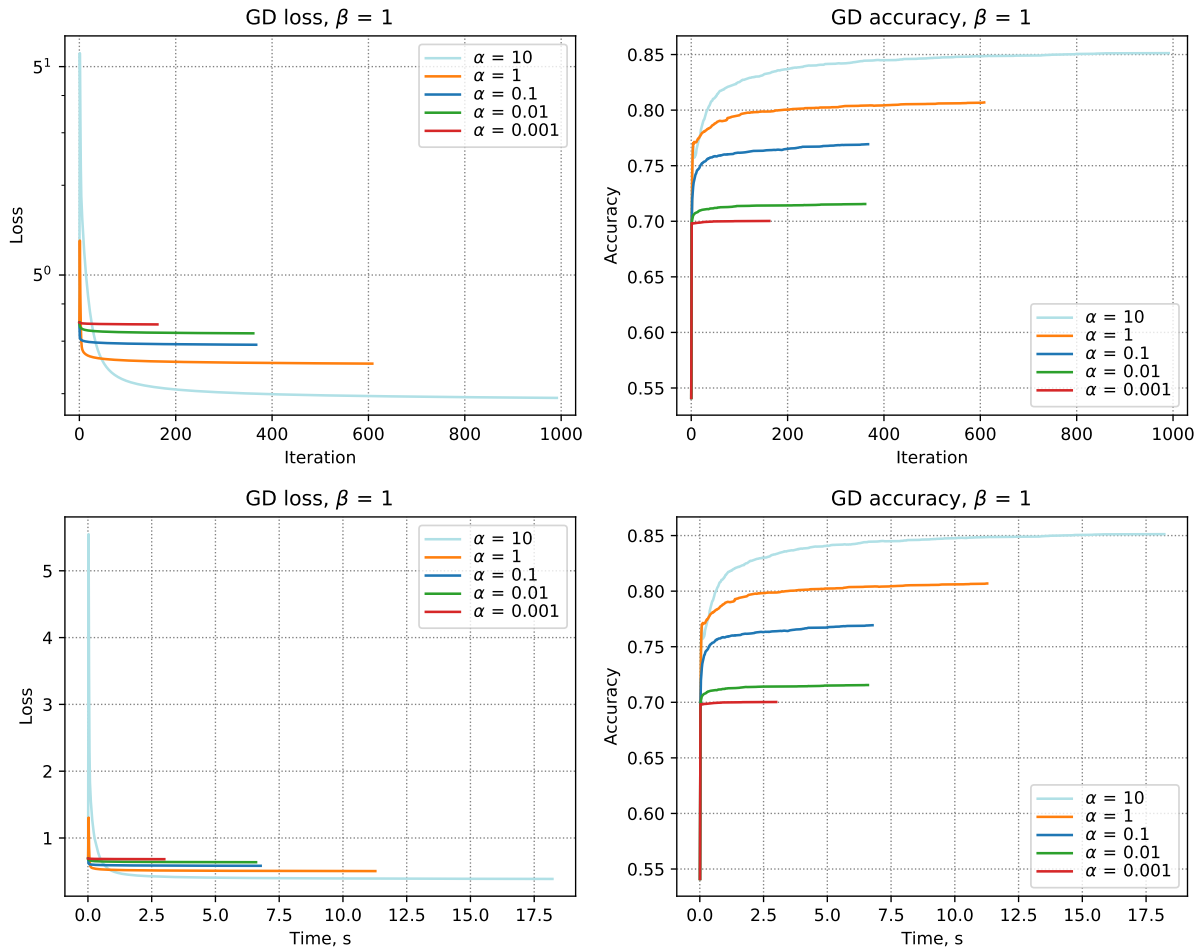 GD loss, β = 1
5¹
5⁰
Loss
0
200
400
600
800
1000
Iteration
α = 10
α = 1
α = 0.1
α = 0.01
α = 0.001
GD accuracy, β = 1
0.85
0.80
0.75
0.70
0.65
0.60
0.55
Accuracy
0
200
400
600
800
1000
Iteration
α = 10
α = 1
α = 0.1
α = 0.01
α = 0.001
GD loss, β = 1
5
4
3
2
1
Loss
0.0
2.5
5.0
7.5
10.0
12.5
15.0
17.5
Time, s
α = 10
α = 1
α = 0.1
α = 0.01
α = 0.001
GD accuracy, β = 1
0.85
0.80
0.75
0.70
0.65
0.60
0.55
Accuracy
0.0
2.5
5.0
7.5
10.0
12.5
15.0
17.5
Time, s
α = 10
α = 1
α = 0.1
α = 0.01
α = 0.001